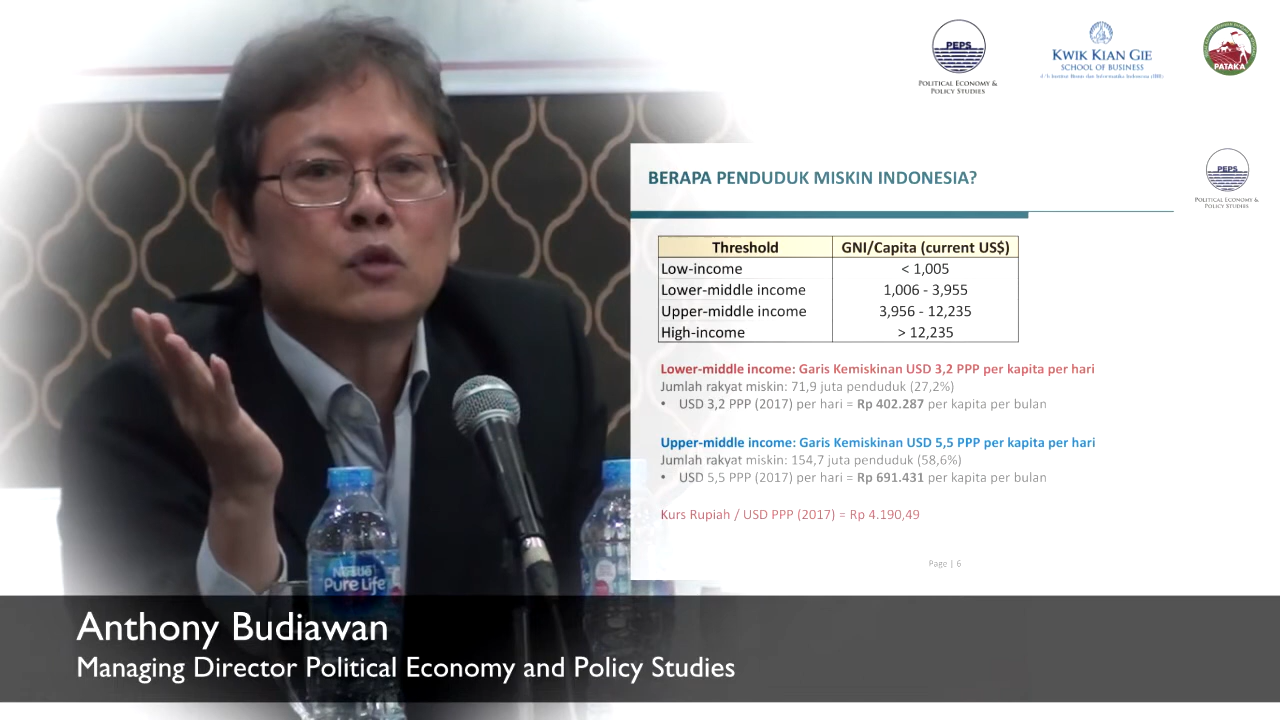 PEPS
POLITICAL ECONOMY &
POLICY STUDIES
KWIK KIAN GIE
SCHOOL OF BUSINESS
PATAKA
BERAPA PENDUDUK MISKIN INDONESIA?
PEPS
POLITICAL ECONOMY &
POLICY STUDIES
Threshold GNI/Capita (current US$)
Low-income < 1,005
Lower-middle income 1,006 - 3,955
Upper-middle income 3,956 - 12,235
High-income > 12,235
Lower-middle income: Garis Kemiskinan USD 3,2 PPP per kapita per hari
Jumlah rakyat miskin: 71,9 juta penduduk (27,2%)
• USD 3,2 PPP (2017) per hari = Rp 402.287 per kapita per bulan
Upper-middle income: Garis Kemiskinan USD 5,5 PPP per kapita per hari
Jumlah rakyat miskin: 154,7 juta penduduk (58,6%)
• USD 5,5 PPP (2017) per hari = Rp 691.431 per kapita per bulan
Kurs Rupiah / USD PPP (2017) = Rp 4.190,49
Page | 6
Nestlé
Pure Life
Anthony Budiawan
Managing Director Political Economy and Policy Studies